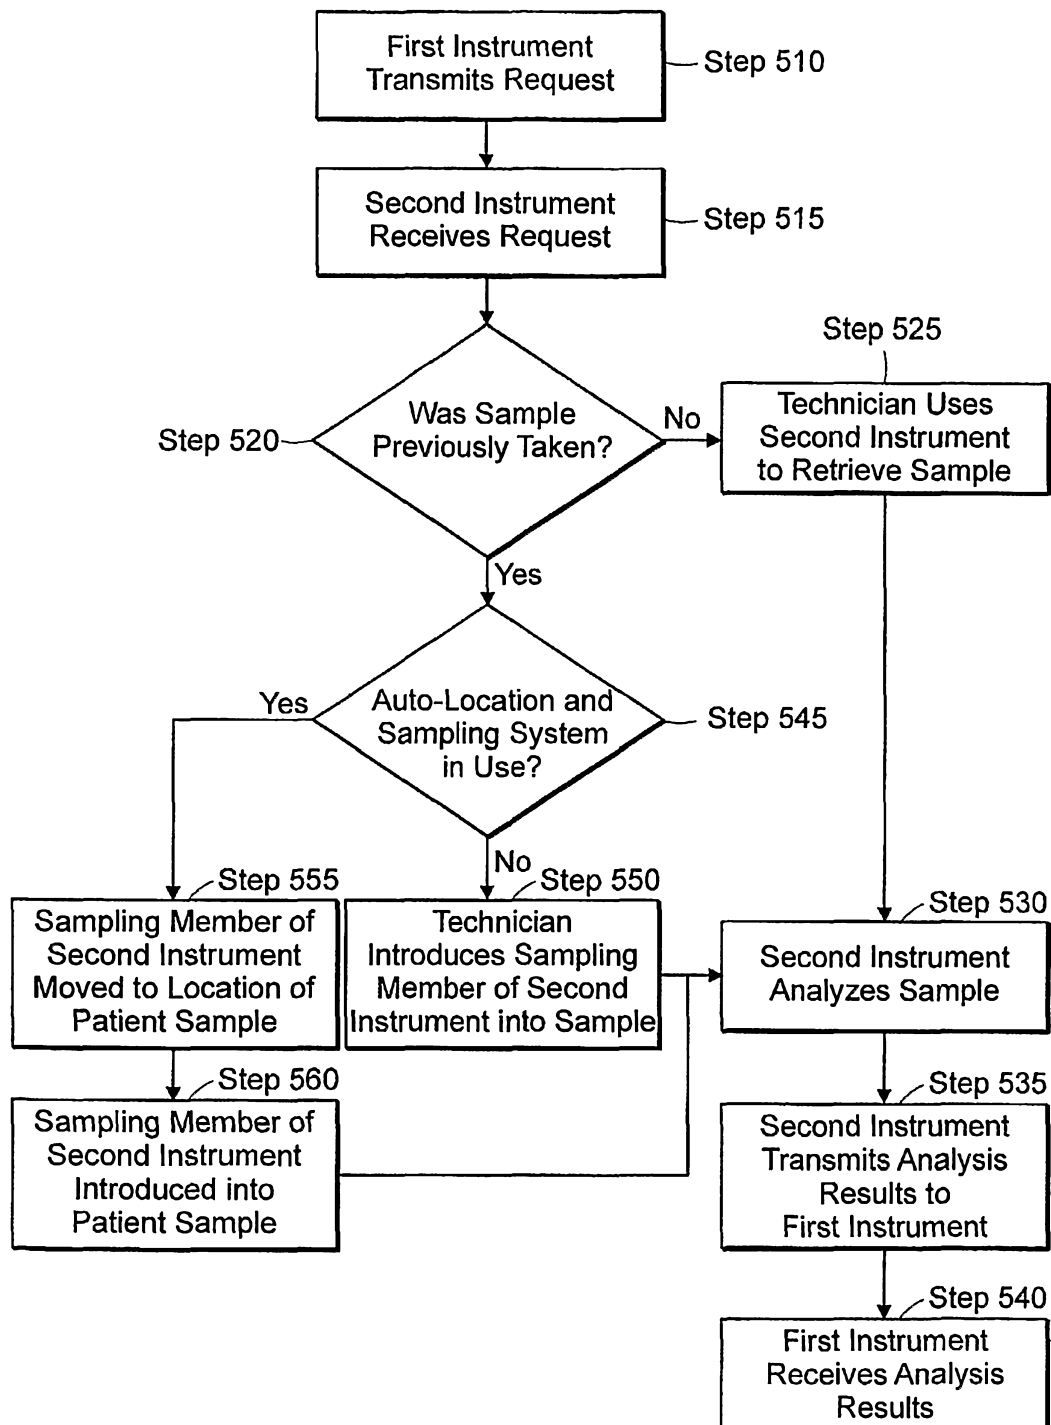 First Instrument
Transmits Request
Step 510
Second Instrument
Receives Request
Step 515
Was Sample
Previously Taken?
Step 520
No
Step 525
Technician Uses
Second Instrument
to Retrieve Sample
Yes
Auto-Location and
Sampling System
in Use?
Step 545
Yes
No
Step 555
Sampling Member of
Second Instrument
Moved to Location of
Patient Sample
Step 550
Technician
Introduces Sampling
Member of Second
Instrument into Sample
Step 530
Second Instrument
Analyzes Sample
Step 560
Sampling Member of
Second Instrument
Introduced into
Patient Sample
Step 535
Second Instrument
Transmits Analysis
Results to
First Instrument
Step 540
First Instrument
Receives Analysis
Results